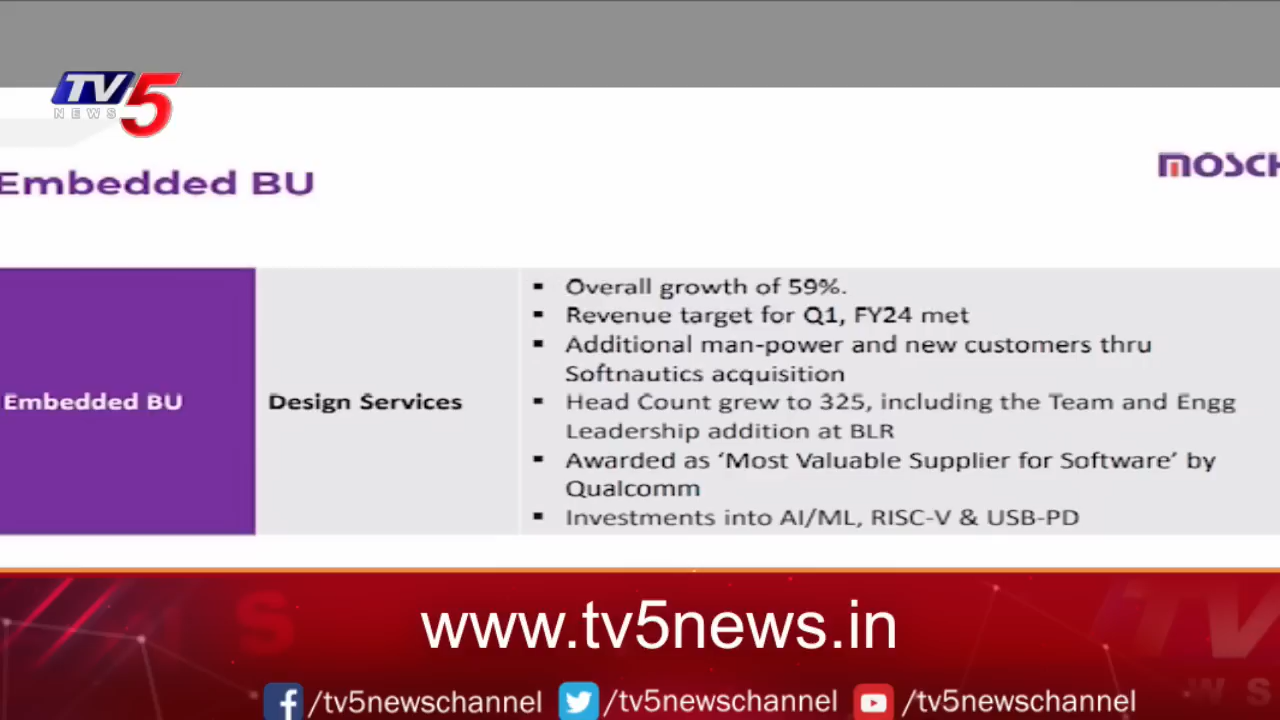 TV5
NEWS
Embedded BU
MOSCH
Embedded BU
Design Services
▪ Overall growth of 59%.
▪ Revenue target for Q1, FY24 met
▪ Additional man-power and new customers thru
Softnautics acquisition
▪ Head Count grew to 325, including the Team and Engg
Leadership addition at BLR
▪ Awarded as ‘Most Valuable Supplier for Software’ by
Qualcomm
▪ Investments into AI/ML, RISC-V & USB-PD
www.tv5news.in
/tv5newschannel /tv5newschannel /tv5newschannel